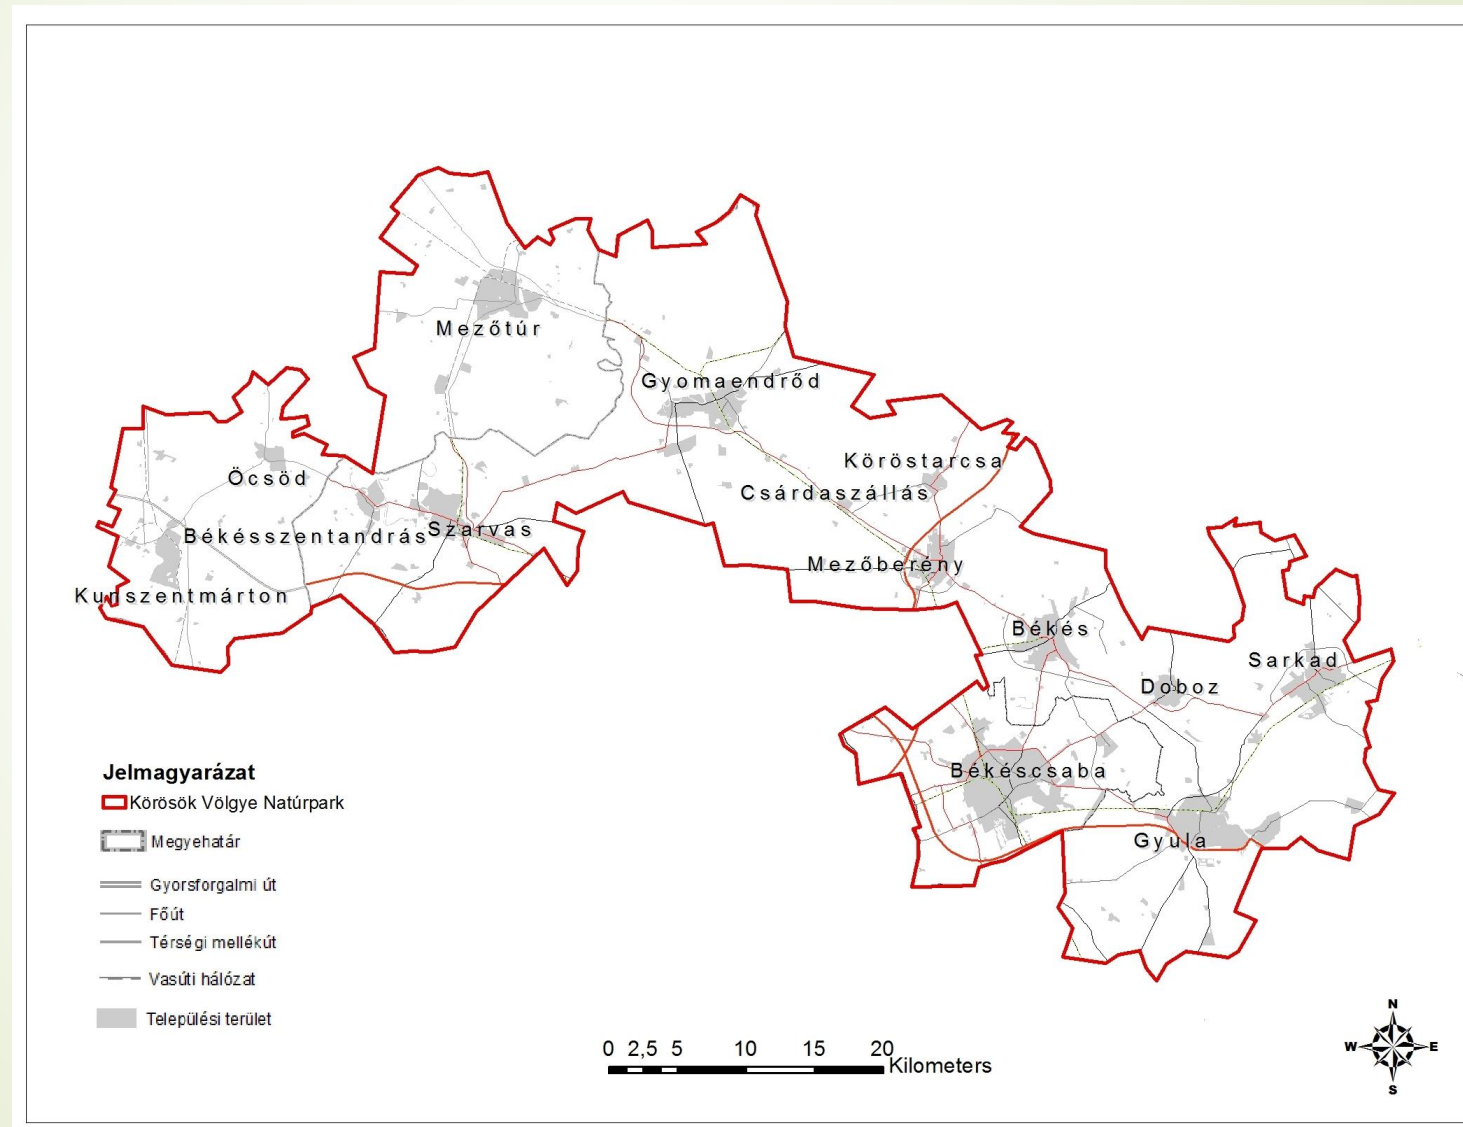 Mezőtúr
Gyomaendrőd
Köröstarcsa
Öcsöd
Csárdaszállás
Békésszentandrás
Szarvas
Mezőberény
Kunszentmárton
Békés
Sarkad
Doboz
Békéscsaba
Gyula
Jelmagyarázat
Körösök Völgye Natúrpark
Megyehatár
Gyorsforgalmi út
Főút
Térségi mellékút
Vasúti hálózat
Települési terület
0 2,5 5 10 15 20
Kilometers
N
W E
S